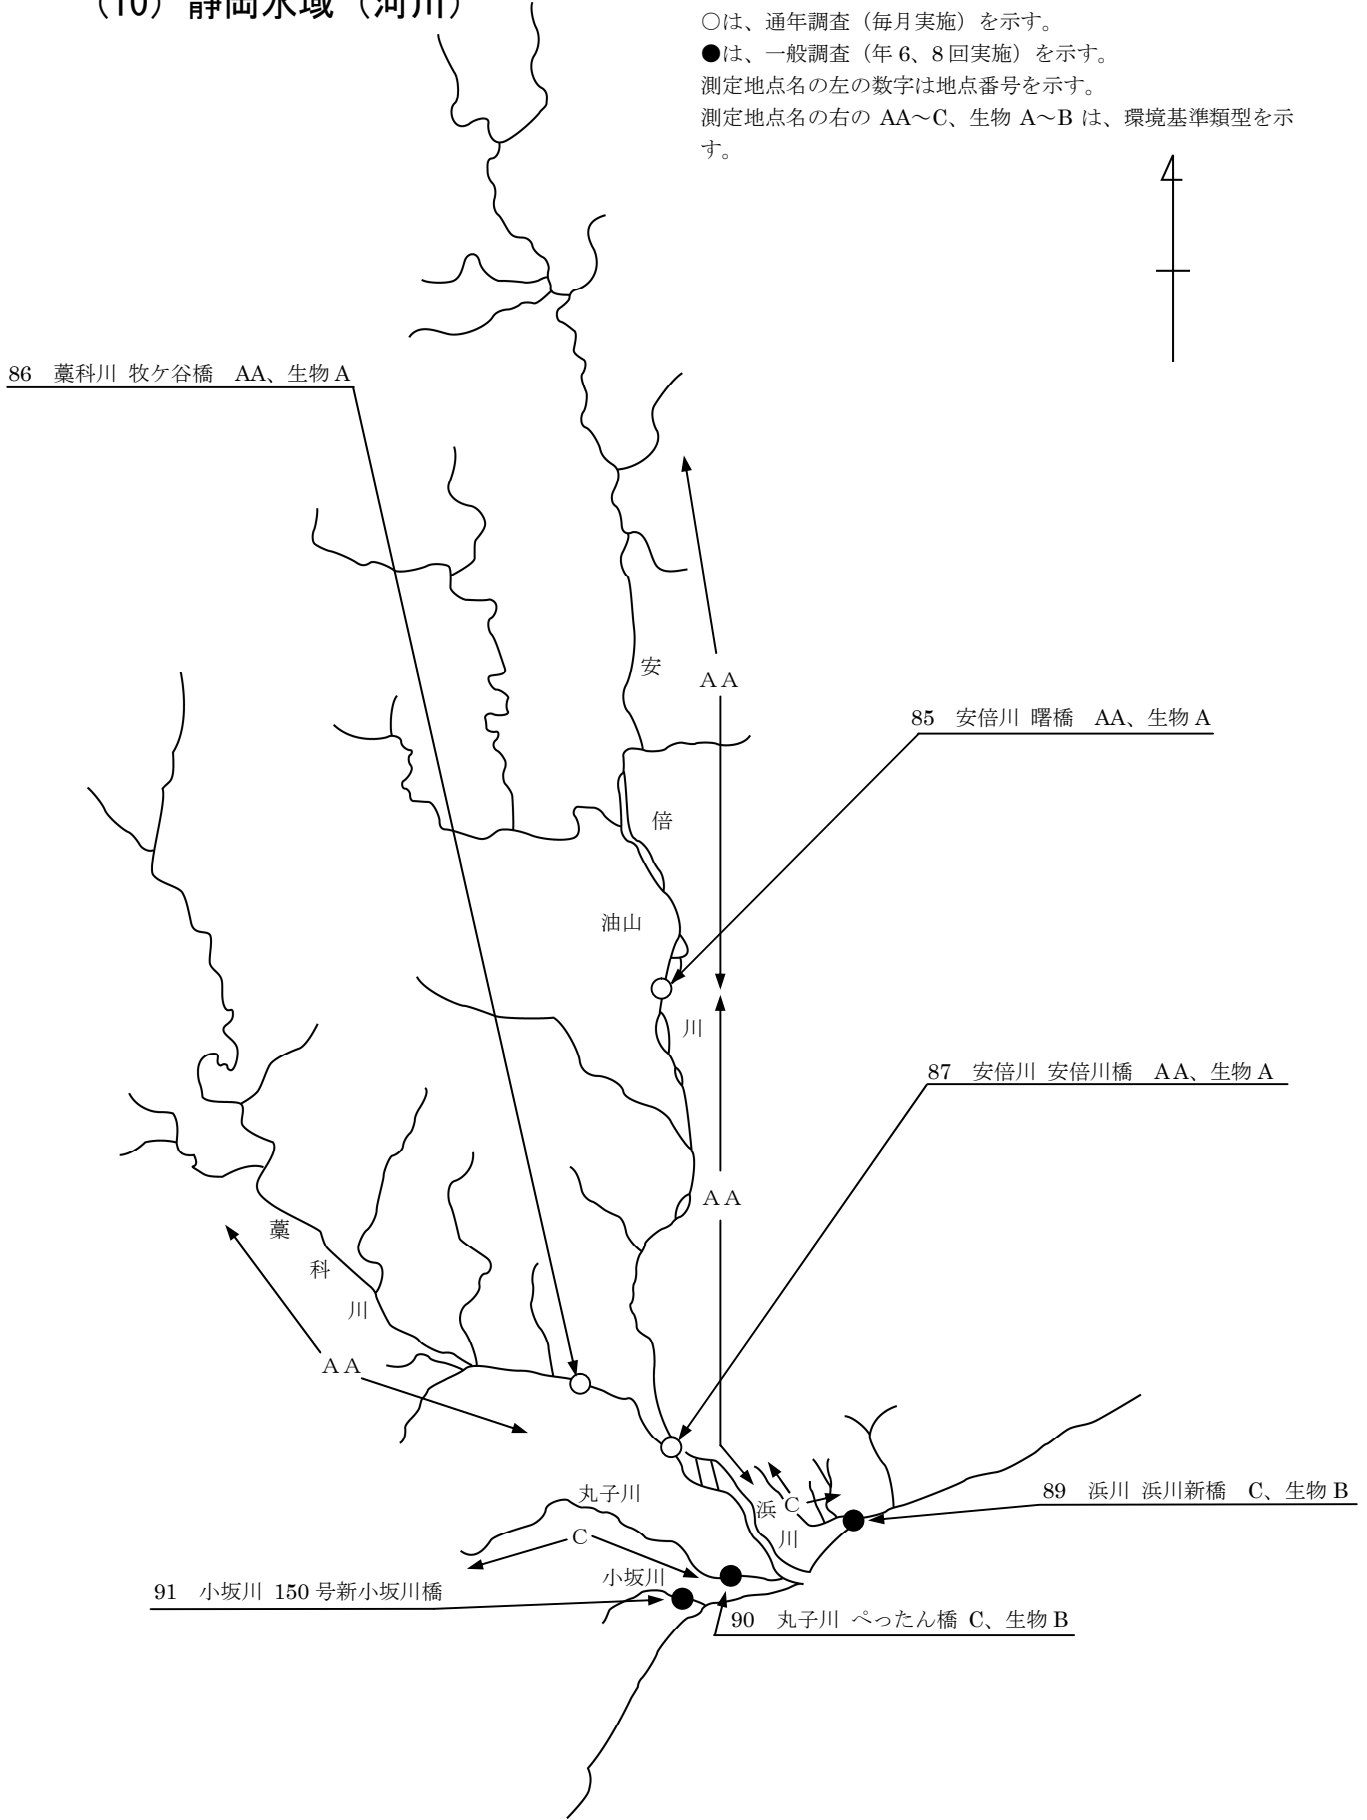 (10) 静岡水域（河川）
○は、通年調査（毎月実施）を示す。
●は、一般調査（年 6、8 回実施）を示す。
測定地点名の左の数字は地点番号を示す。
測定地点名の右の AA～C、生物 A～B は、環境基準類型を示
す。
86　藁科川 牧ケ谷橋　AA、生物 A
安
ＡＡ
85　安倍川 曙橋　AA、生物 A
倍
油山
川
87　安倍川 安倍川橋　ＡＡ、生物 A
ＡＡ
藁
科
川
ＡＡ
丸子川
C
浜
C
川
89　浜川 浜川新橋　C、生物 B
小坂川
91　小坂川 150 号新小坂川橋
90　丸子川 ぺったん橋 C、生物 B